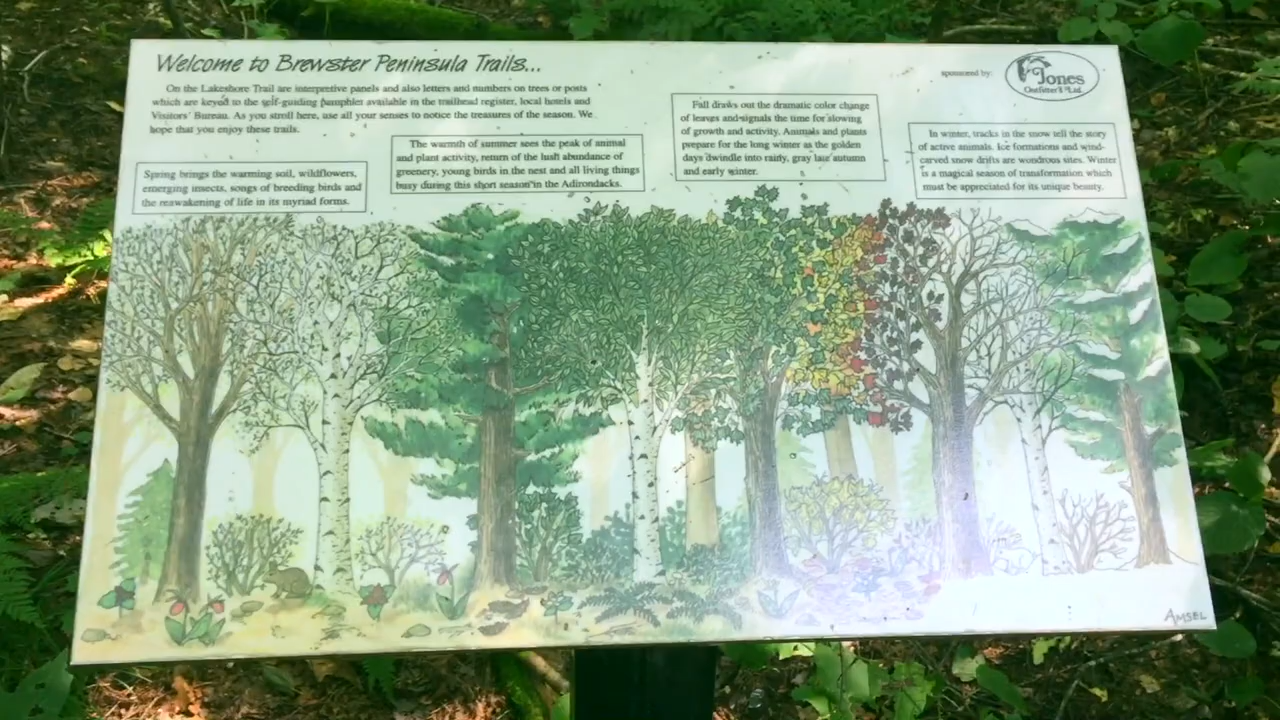 Welcome to Brewster Peninsula Trails...
On the Lakeshore Trail are interpretive panels and also letters and numbers on trees or posts
which are keyed to the self-guiding pamphlet available in the trailhead register, local hotels and
Visitors' Bureau. As you stroll here, use all your senses to notice the treasures of the season. We
hope that you enjoy these trails.
sponsored by:
Jones
Outfitters Ltd.
Spring brings the warming soil, wildflowers,
emerging insects, songs of breeding birds and
the reawakening of life in its myriad forms.
The warmth of summer sees the peak of animal
and plant activity, return of the lush abundance of
greenery, young birds in the nest and all living things
busy during this short season in the Adirondacks.
Fall draws out the dramatic color change
of leaves and signals the time for slowing
of growth and activity. Animals and plants
prepare for the long winter as the golden
days dwindle into rainy, gray late autumn
and early winter.
In winter, tracks in the snow tell the story
of active animals. Ice formations and wind-
carved snow drifts are wondrous sites. Winter
is a magical season of transformation which
must be appreciated for its unique beauty.
AMSEL